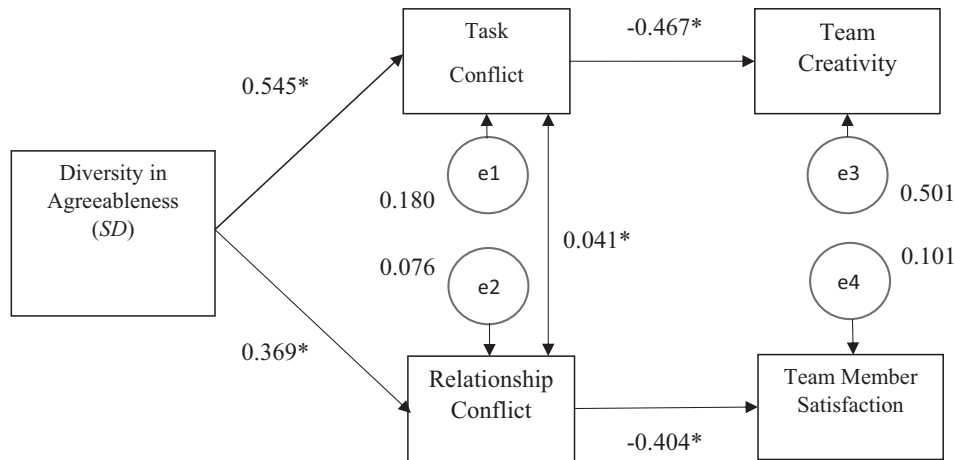 Task
Conflict
-0.467*
Team
Creativity
0.545*
Diversity in
Agreeableness
(SD)
e1
0.180
e3
0.501
0.041*
0.076
e2
e4
0.101
0.369*
Relationship
Conflict
-0.404*
Team Member
Satisfaction